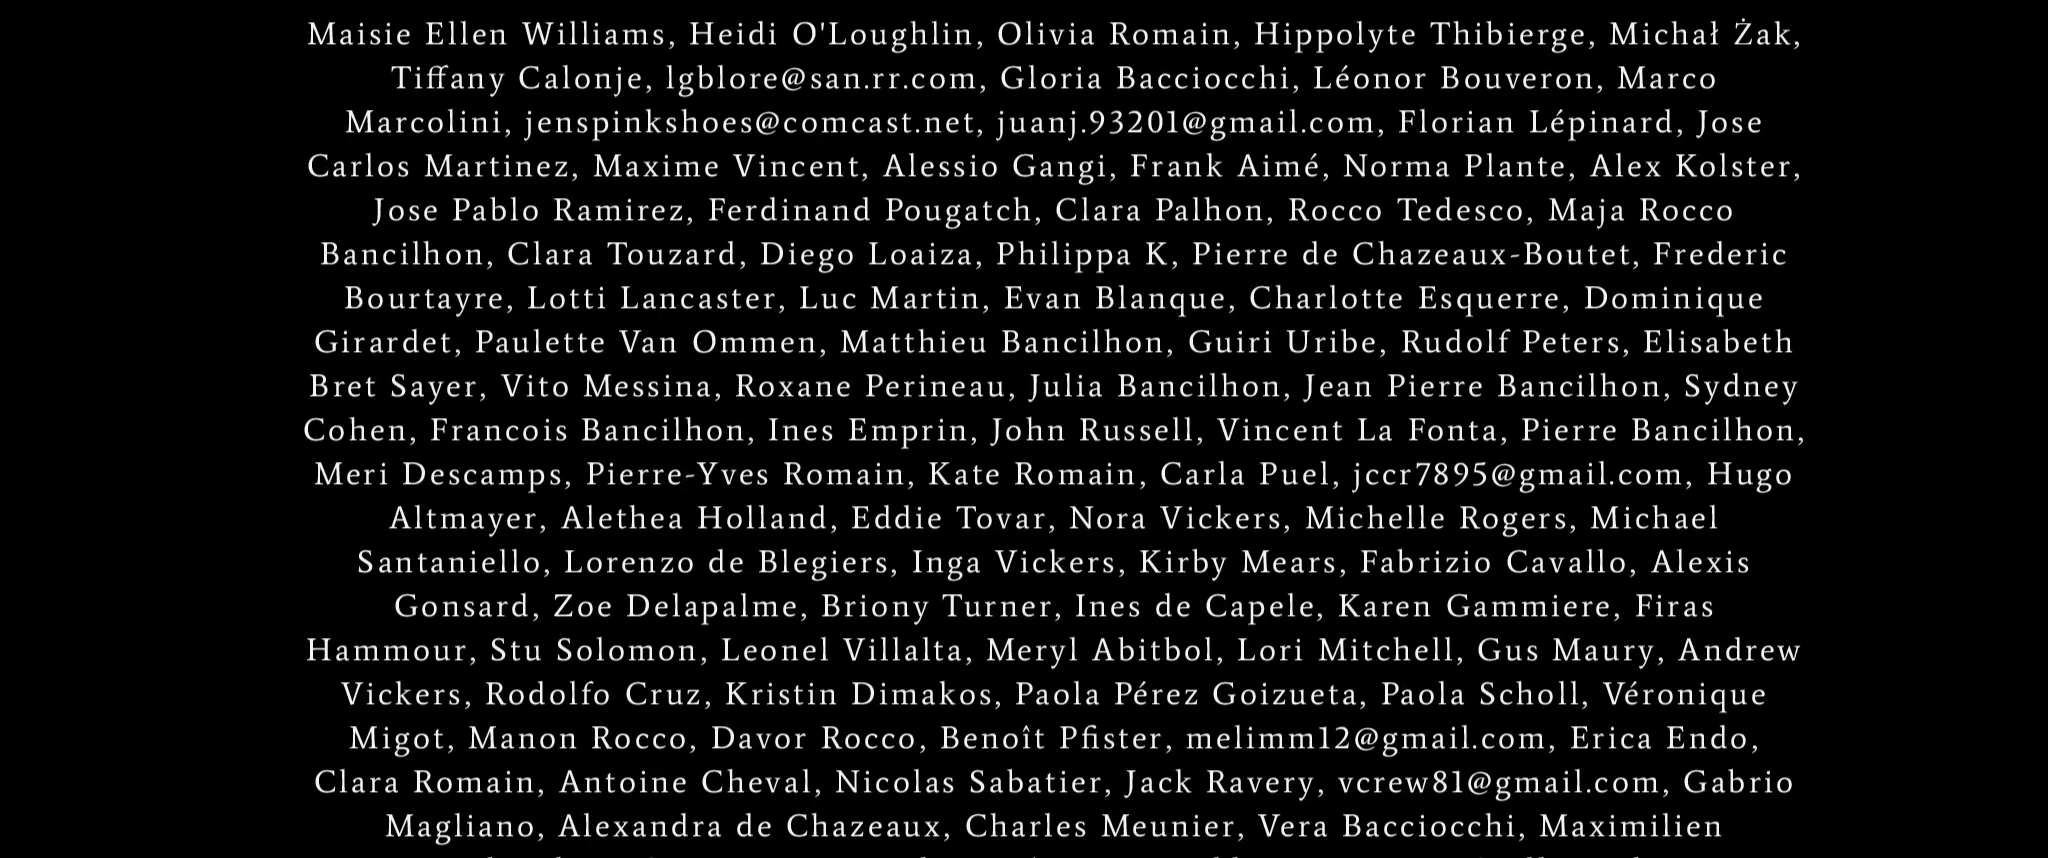 Maisie Ellen Williams, Heidi O'Loughlin, Olivia Romain, Hippolyte Thibierge, Michał Żak,
Tiffany Calonje, lgblore@san.rr.com, Gloria Bacciocchi, Léonor Bouveron, Marco
Marcolini, jenspinkshoes@comcast.net, juanj.93201@gmail.com, Florian Lépinard, Jose
Carlos Martinez, Maxime Vincent, Alessio Gangi, Frank Aimé, Norma Plante, Alex Kolster,
Jose Pablo Ramirez, Ferdinand Pougatch, Clara Palhon, Rocco Tedesco, Maja Rocco
Bancilhon, Clara Touzard, Diego Loaiza, Philippa K, Pierre de Chazeaux-Boutet, Frederic
Bourtayre, Lotti Lancaster, Luc Martin, Evan Blanque, Charlotte Esquerre, Dominique
Girardet, Paulette Van Ommen, Matthieu Bancilhon, Guiri Uribe, Rudolf Peters, Elisabeth
Bret Sayer, Vito Messina, Roxane Perineau, Julia Bancilhon, Jean Pierre Bancilhon, Sydney
Cohen, Francois Bancilhon, Ines Emprin, John Russell, Vincent La Fonta, Pierre Bancilhon,
Meri Descamps, Pierre-Yves Romain, Kate Romain, Carla Puel, jccr7895@gmail.com, Hugo
Altmayer, Alethea Holland, Eddie Tovar, Nora Vickers, Michelle Rogers, Michael
Santaniello, Lorenzo de Blegiers, Inga Vickers, Kirby Mears, Fabrizio Cavallo, Alexis
Gonsard, Zoe Delapalme, Briony Turner, Ines de Capele, Karen Gammiere, Firas
Hammour, Stu Solomon, Leonel Villalta, Meryl Abitbol, Lori Mitchell, Gus Maury, Andrew
Vickers, Rodolfo Cruz, Kristin Dimakos, Paola Pérez Goizueta, Paola Scholl, Véronique
Migot, Manon Rocco, Davor Rocco, Benoît Pfister, melimm12@gmail.com, Erica Endo,
Clara Romain, Antoine Cheval, Nicolas Sabatier, Jack Ravery, vcrew81@gmail.com, Gabrio
Magliano, Alexandra de Chazeaux, Charles Meunier, Vera Bacciocchi, Maximilien